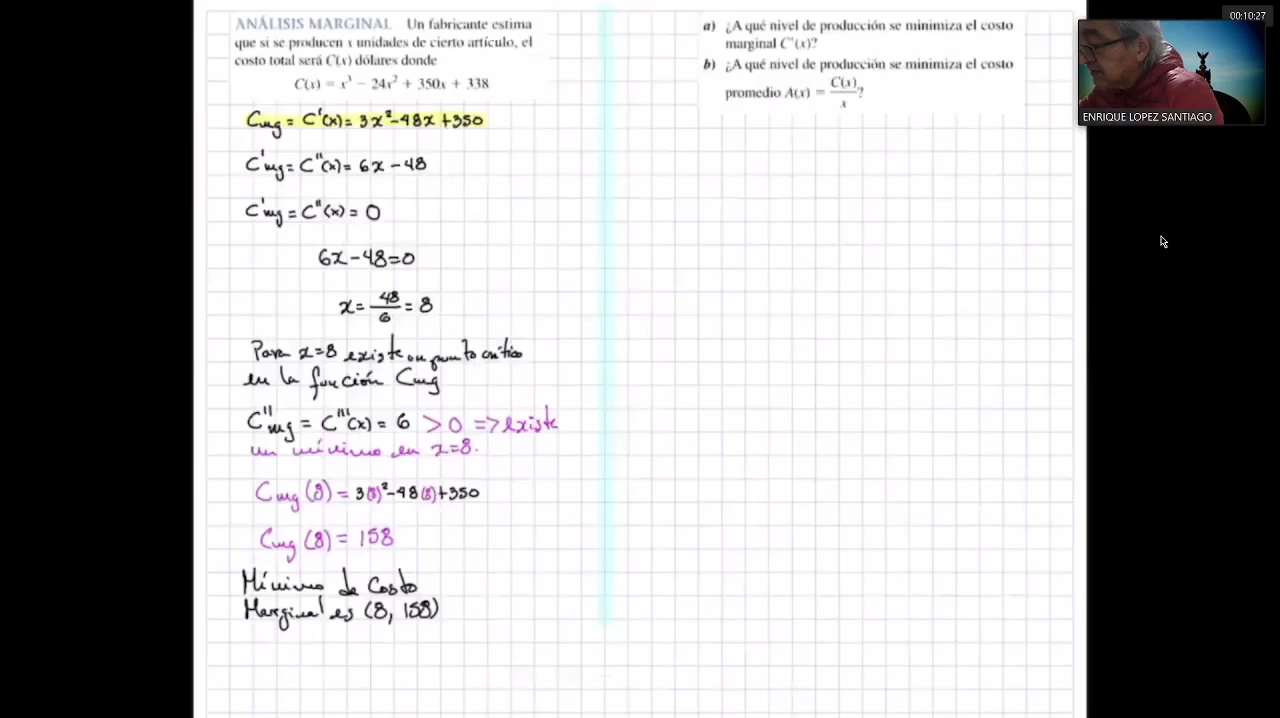 ANÁLISIS MARGINAL Un fabricante estima
que si se producen x unidades de cierto artículo, el
costo total será C(x) dólares donde
C(x) = x³ − 24x² + 350x + 338
Cmg = C'(x) = 3x² − 48x + 350
C'mg = C''(x) = 6x − 48
C'mg = C''(x) = 0
6x − 48 = 0
x = 48/6 = 8
Para x=8 existe un punto crítico
en la función Cmg
C''mg = C'''(x) = 6 > 0 => existe
un mínimo en x=8.
Cmg (8) = 3(8)² − 48(8) + 350
Cmg (8) = 158
Mínimo de Costo
Marginal es (8, 158)
a) ¿A qué nivel de producción se minimiza el costo
marginal C'(x)?
b) ¿A qué nivel de producción se minimiza el costo
promedio A(x) = C(x)/x?
00:10:27
ENRIQUE LOPEZ SANTIAGO